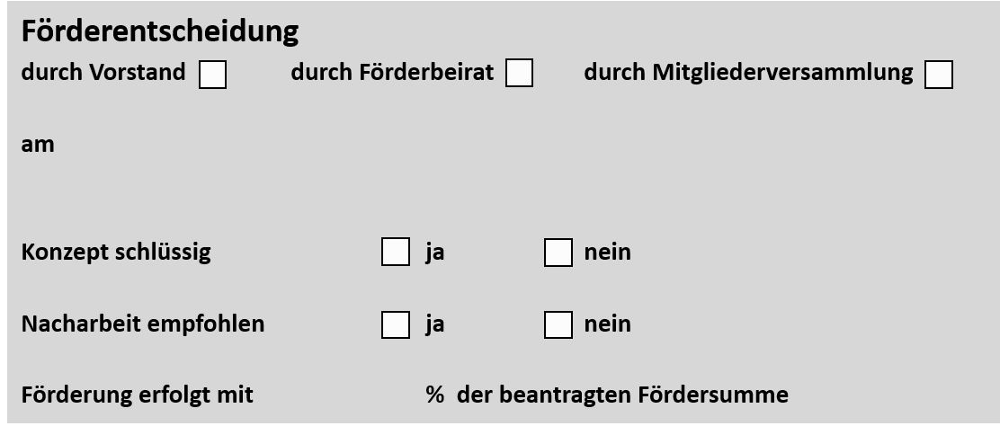 Förderentscheidung
durch Vorstand durch Förderbeirat durch Mitgliederversammlung
am
Konzept schlüssig ja nein
Nacharbeit empfohlen ja nein
Förderung erfolgt mit % der beantragten Fördersumme